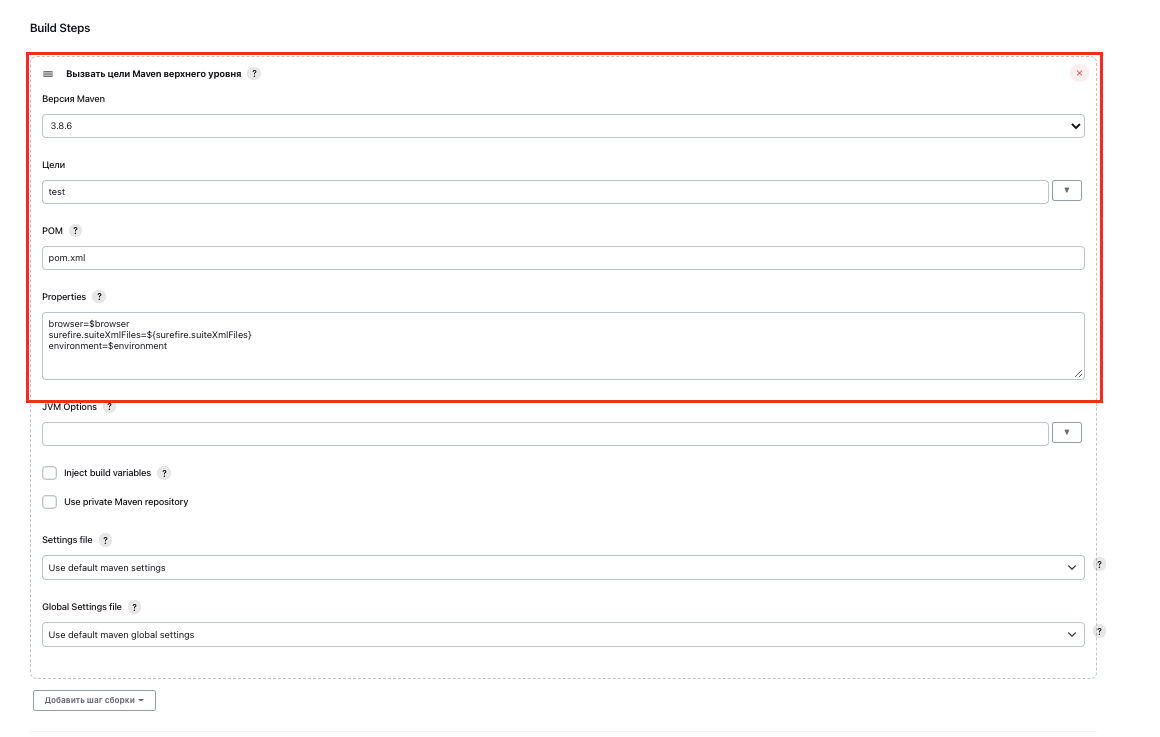 Build Steps
Вызвать цели Maven верхнего уровня ?
Версия Maven
3.8.6
Цели
test
POM ?
pom.xml
Properties ?
browser=$browser
surefire.suiteXmlFiles=${surefire.suiteXmlFiles}
environment=$environment
JVM Options ?
Inject build variables ?
Use private Maven repository
Settings file ?
Use default maven settings
?
Global Settings file ?
Use default maven global settings
?
Добавить шаг сборки